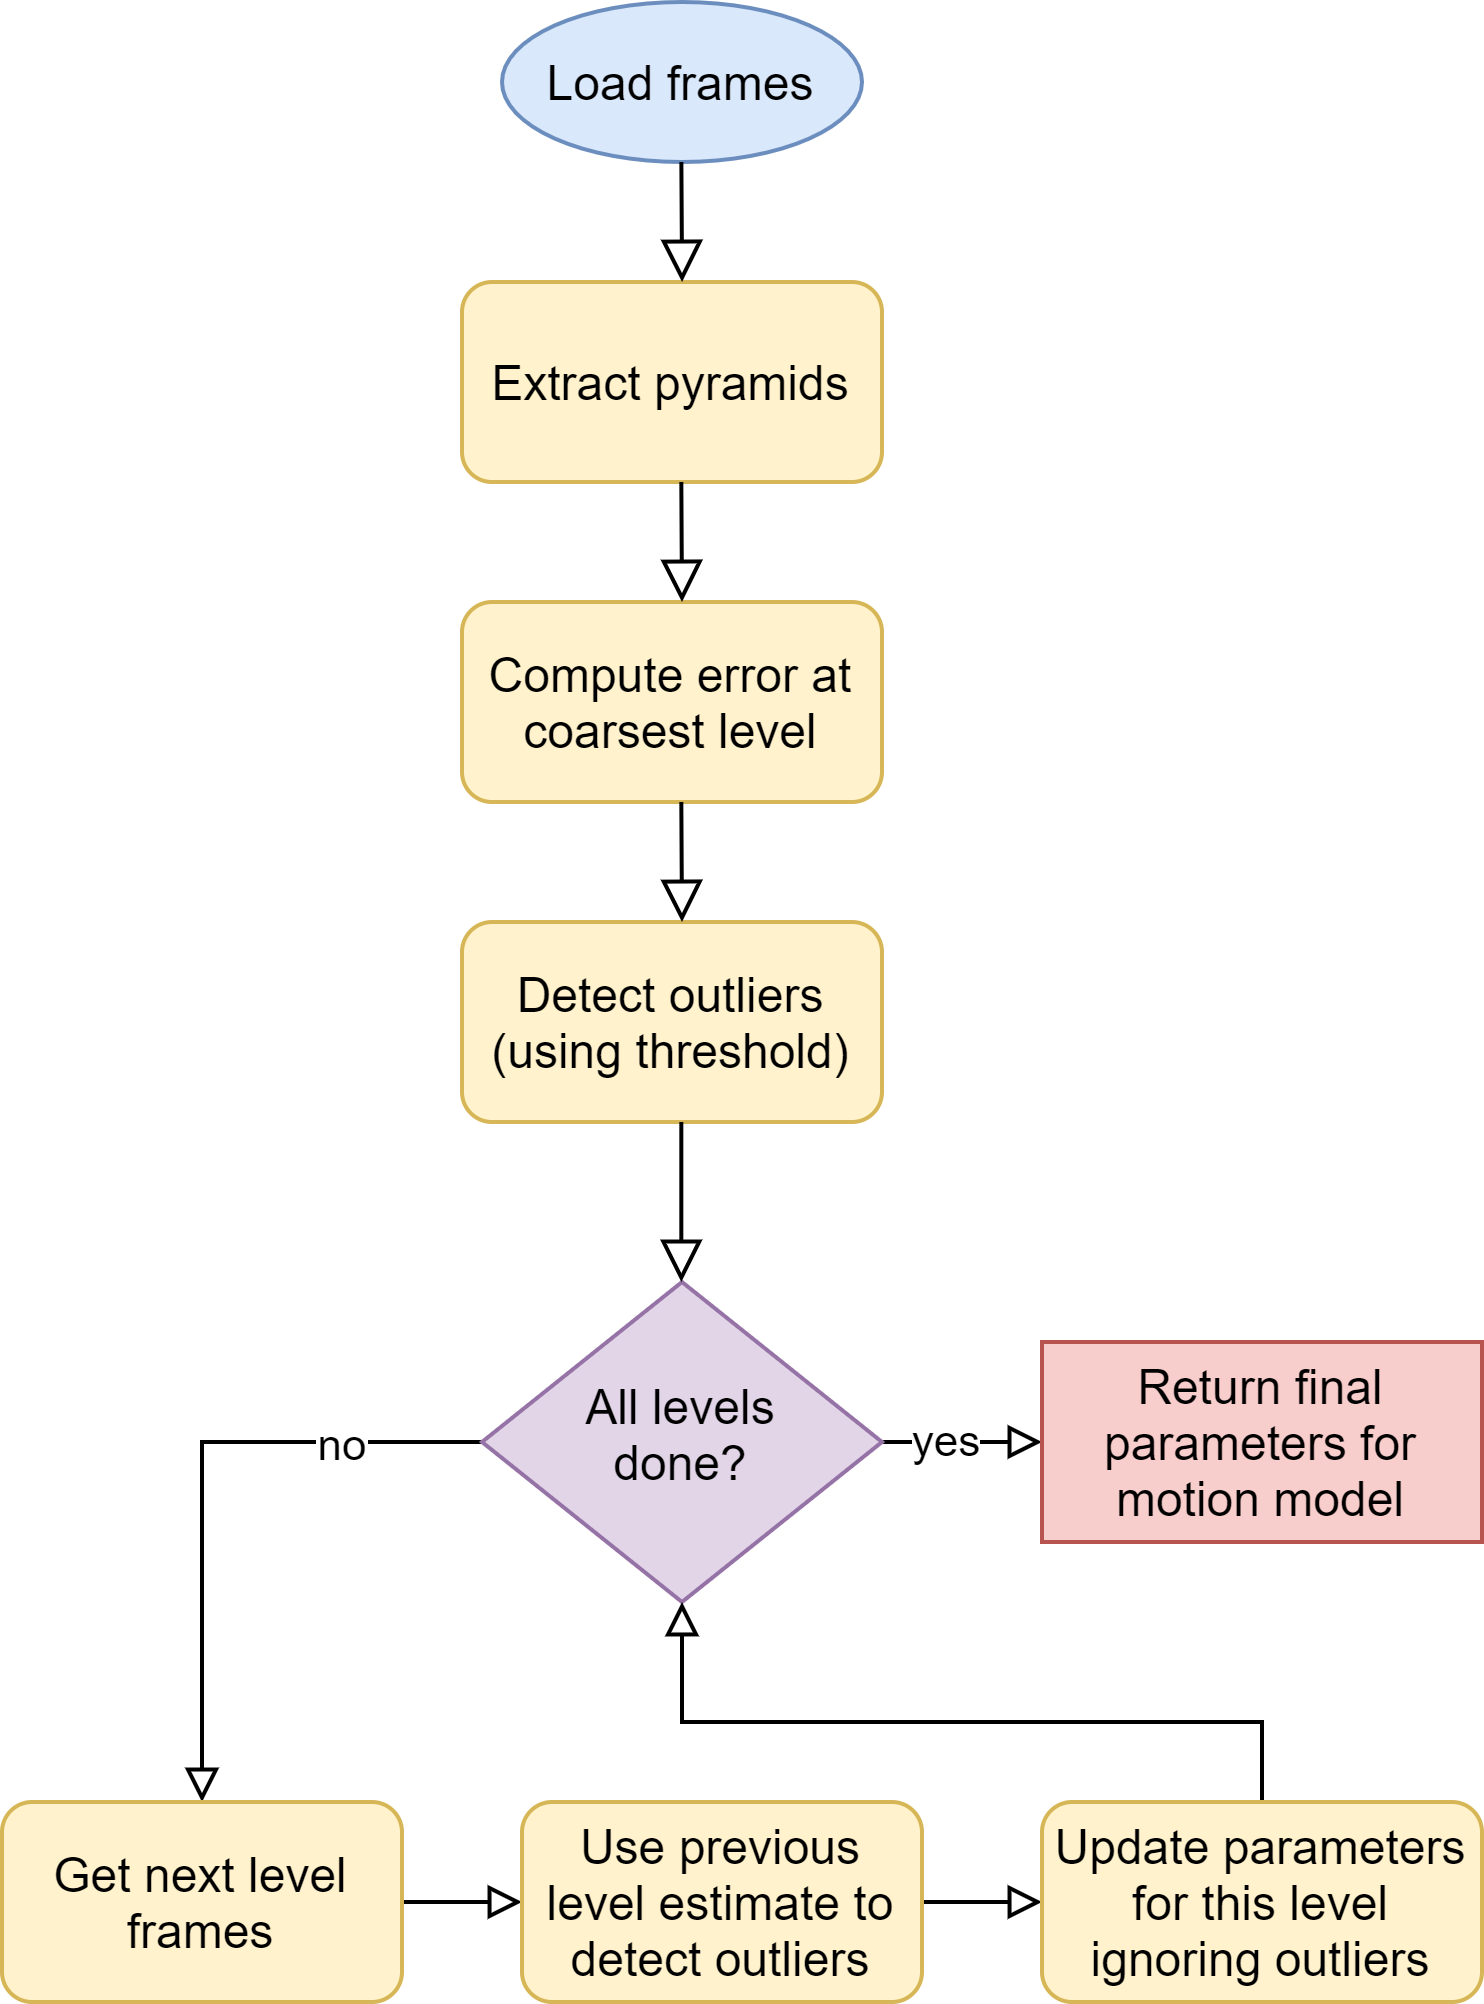 Load frames
Extract pyramids
Compute error at
coarsest level
Detect outliers
(using threshold)
All levels
done?
no
yes
Return final
parameters for
motion model
Get next level
frames
Use previous
level estimate to
detect outliers
Update parameters
for this level
ignoring outliers